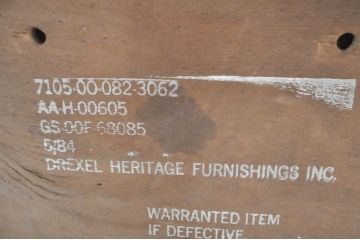 7105-00-082-3062
AA-H-00605
GS-00F-68085
5/84
DREXEL HERITAGE FURNISHINGS INC.
WARRANTED ITEM
IF DEFECTIVE